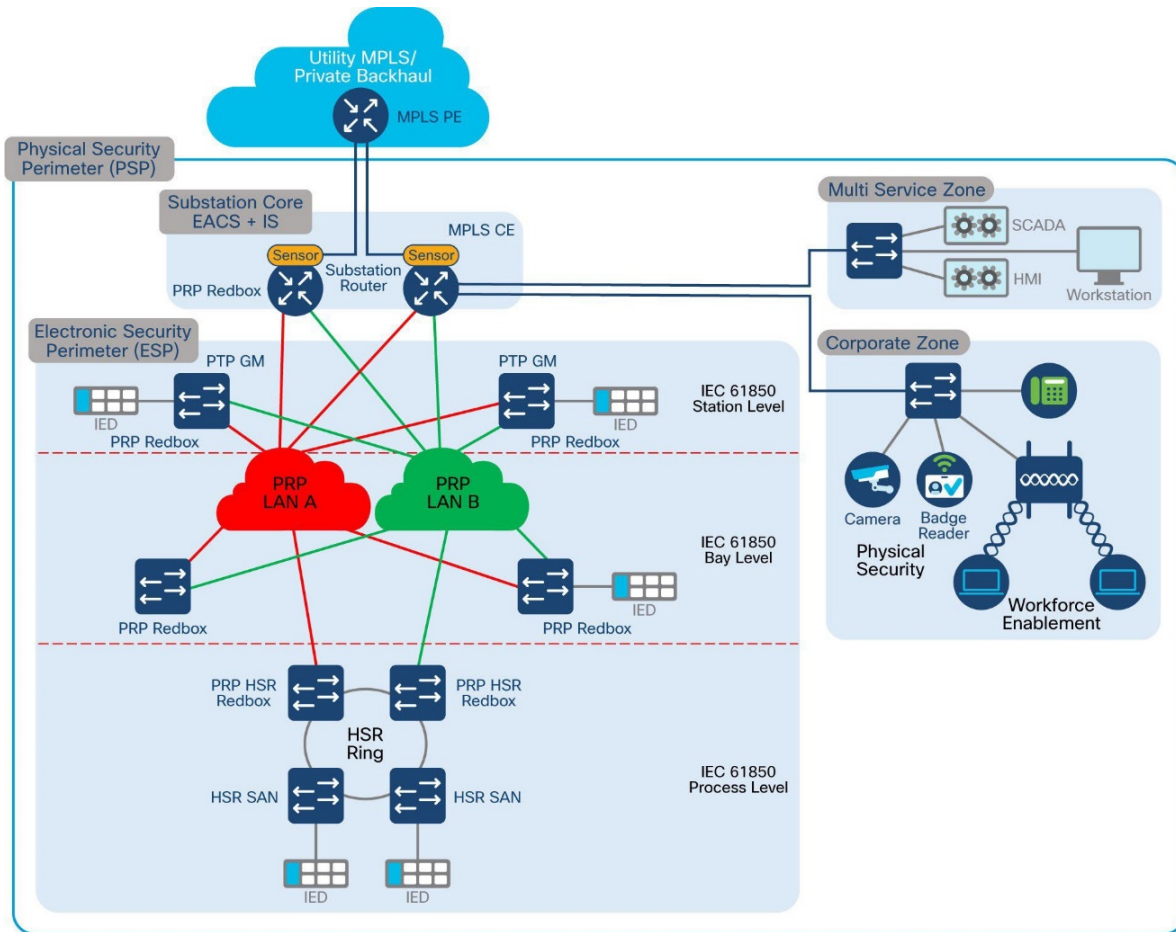 Utility MPLS/
Private Backhaul
MPLS PE
Physical Security
Perimeter (PSP)
Substation Core
EACS + IS
MPLS CE
Sensor
Sensor
Substation
Router
PRP Redbox
Multi Service Zone
SCADA
HMI
Workstation
Electronic Security
Perimeter (ESP)
PTP GM
PTP GM
IED
IED
PRP Redbox
PRP Redbox
IEC 61850
Station Level
Corporate Zone
Camera
Badge
Reader
Physical
Security
Workforce
Enablement
PRP
LAN A
PRP
LAN B
IEC 61850
Bay Level
IED
PRP Redbox
PRP Redbox
PRP HSR
Redbox
PRP HSR
Redbox
HSR
Ring
HSR SAN
HSR SAN
IEC 61850
Process Level
IED
IED